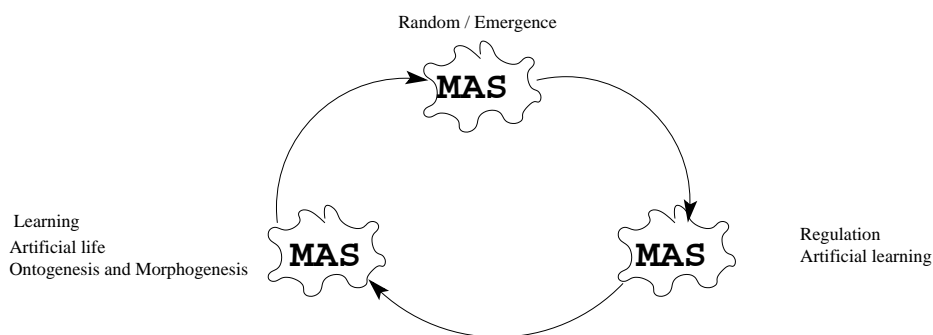 Random / Emergence
MAS
Learning
Artificial life
Ontogenesis and Morphogenesis
MAS
MAS
Regulation
Artificial learning